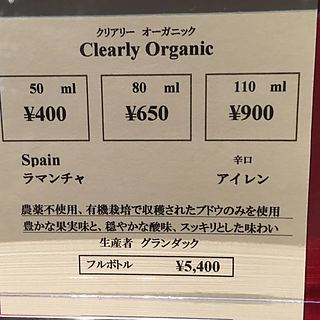 クリアリー オーガニック
Clearly Organic
50 ml 80 ml 110 ml
¥400 ¥650 ¥900
Spain 辛口
ラマンチャ アイレン
農薬不使用、有機栽培で収穫されたブドウのみを使用
豊かな果実味と、穏やかな酸味、スッキリとした味わい
生産者 グランダック
フルボトル ¥5,400